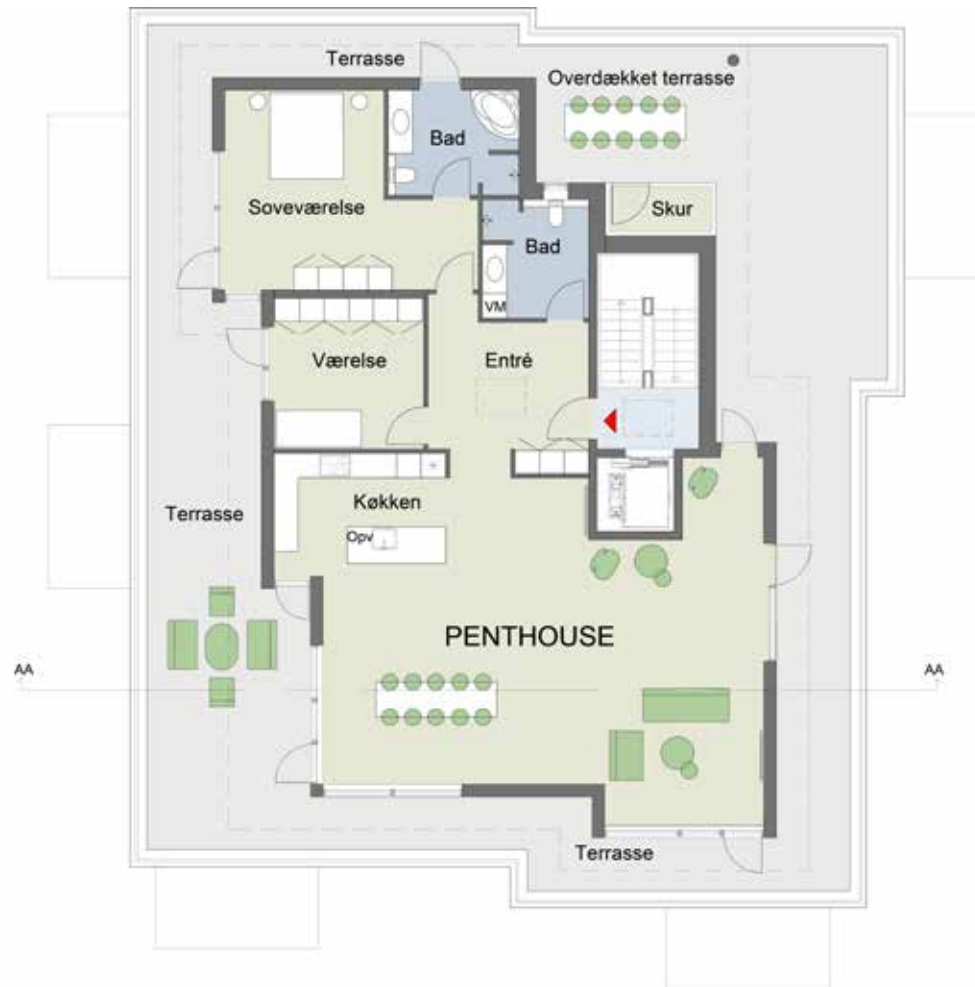 Terrasse
Overdækket terrasse
Bad
Soveværelse
Skur
Bad
VM
Værelse
Entré
Køkken
Terrasse
Opv
PENTHOUSE
AA
AA
Terrasse